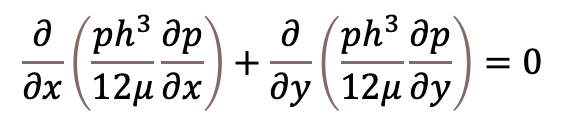 ∂/∂x (ph³/12μ ∂p/∂x) + ∂/∂y (ph³/12μ ∂p/∂y) = 0